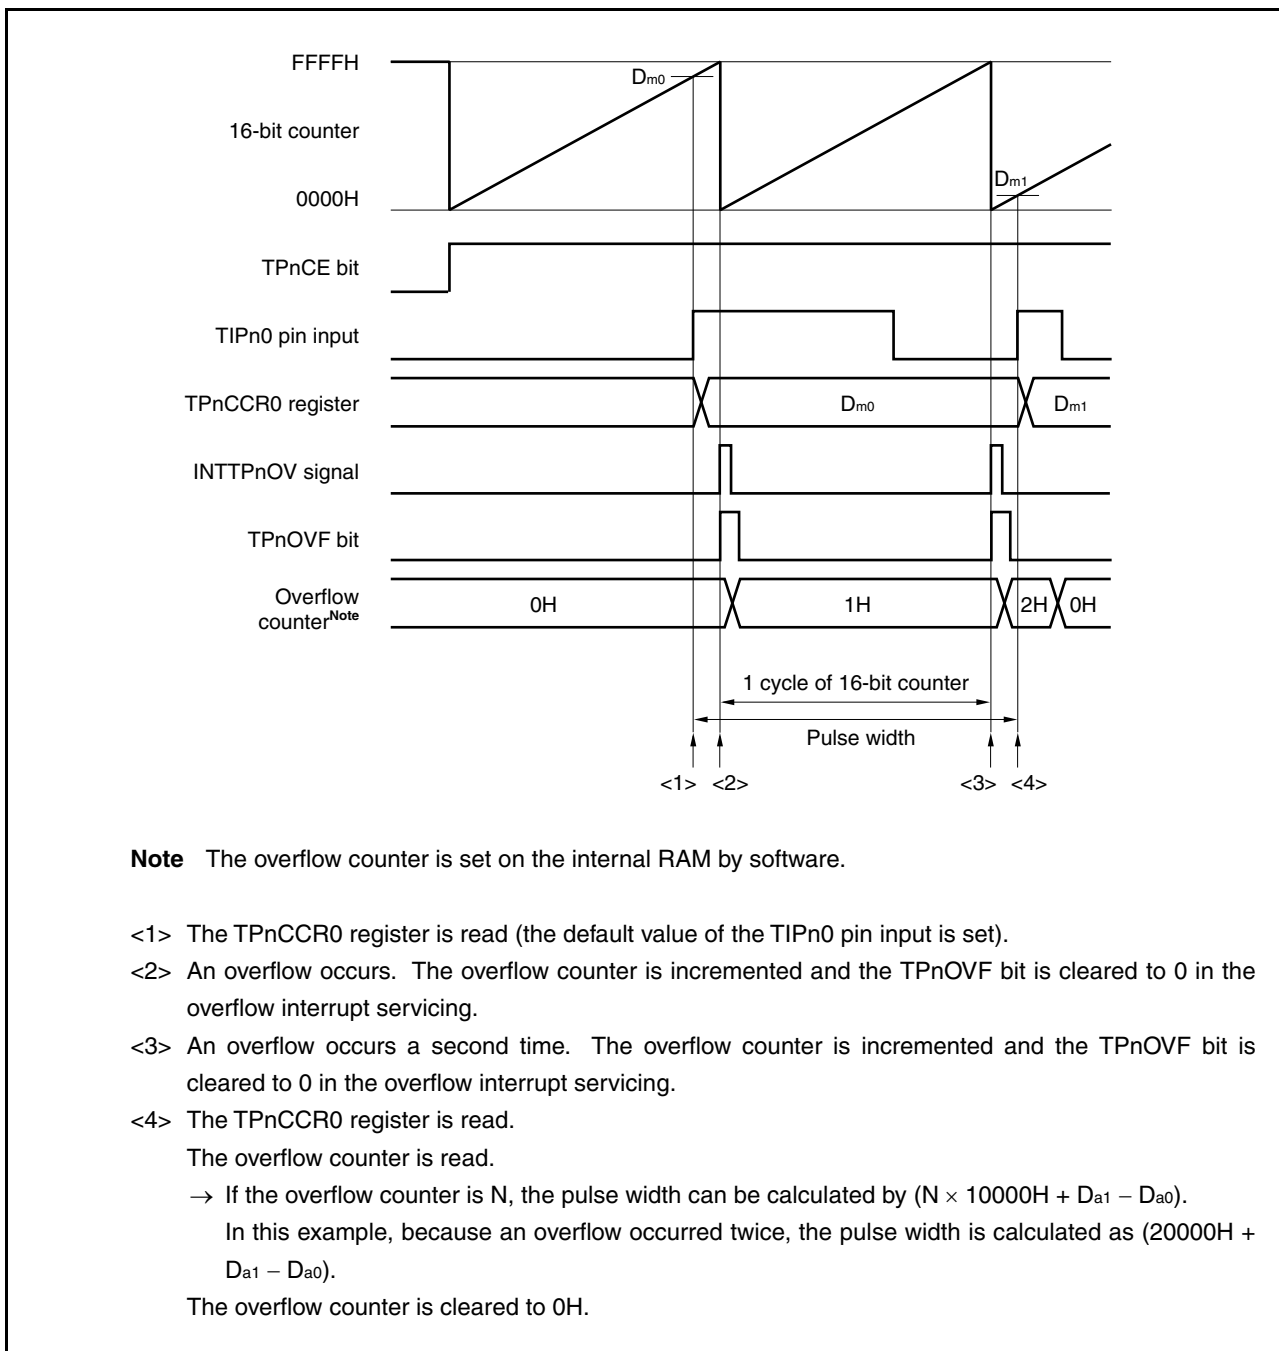 FFFFH
Dm0
16-bit counter
Dm1
0000H
TPnCE bit
TIPn0 pin input
TPnCCR0 register
Dm0
Dm1
INTTPnOV signal
TPnOVF bit
Overflow
counterNote
0H
1H
2H
0H
1 cycle of 16-bit counter
Pulse width
<1> <2> <3> <4>
Note The overflow counter is set on the internal RAM by software.
<1> The TPnCCR0 register is read (the default value of the TIPn0 pin input is set).
<2> An overflow occurs. The overflow counter is incremented and the TPnOVF bit is cleared to 0 in the
overflow interrupt servicing.
<3> An overflow occurs a second time. The overflow counter is incremented and the TPnOVF bit is
cleared to 0 in the overflow interrupt servicing.
<4> The TPnCCR0 register is read.
The overflow counter is read.
→ If the overflow counter is N, the pulse width can be calculated by (N × 10000H + Da1 − Da0).
In this example, because an overflow occurred twice, the pulse width is calculated as (20000H +
Da1 − Da0).
The overflow counter is cleared to 0H.